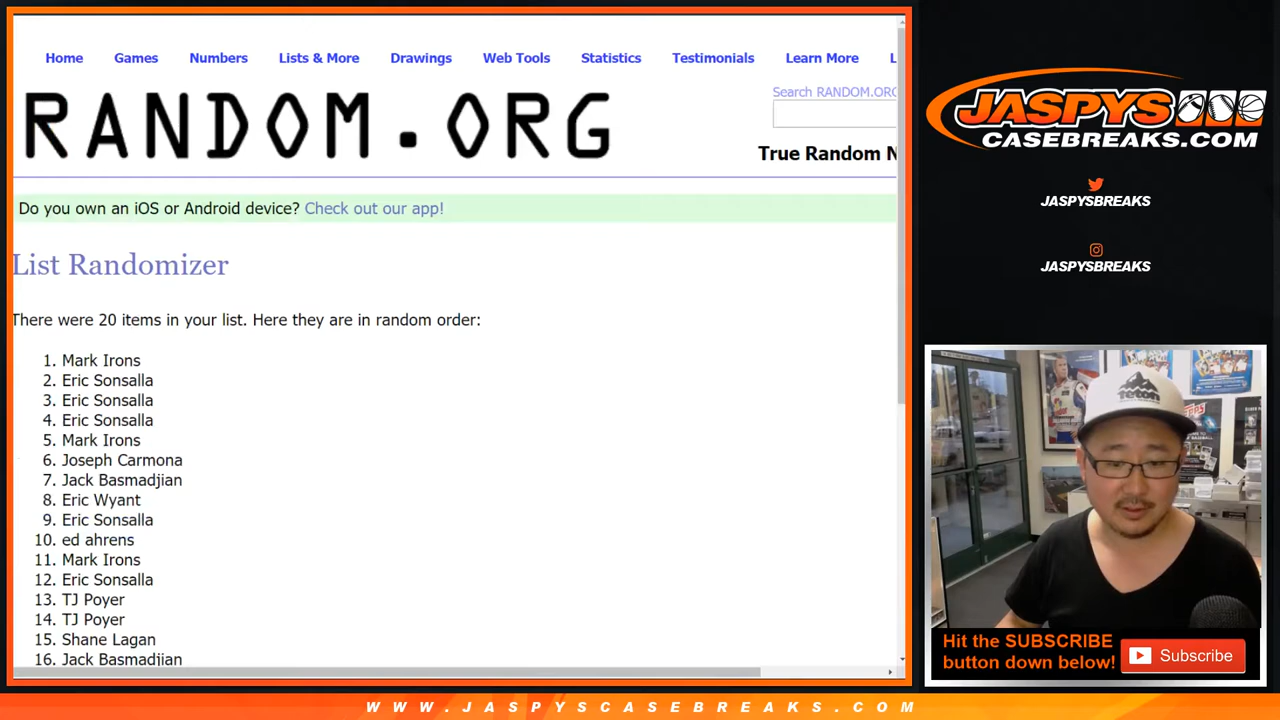 Home Games Numbers Lists & More Drawings Web Tools Statistics Testimonials Learn More L
Search RANDOM.ORG
RANDOM.ORG
True Random N
Do you own an iOS or Android device? Check out our app!
List Randomizer
There were 20 items in your list. Here they are in random order:
1. Mark Irons
2. Eric Sonsalla
3. Eric Sonsalla
4. Eric Sonsalla
5. Mark Irons
6. Joseph Carmona
7. Jack Basmadjian
8. Eric Wyant
9. Eric Sonsalla
10. ed ahrens
11. Mark Irons
12. Eric Sonsalla
13. TJ Poyer
14. TJ Poyer
15. Shane Lagan
16. Jack Basmadjian
JASPYS
CASEBREAKS.COM
JASPYSBREAKS
JASPYSBREAKS
Teton
Hit the SUBSCRIBE
button down below!
Subscribe
WWW.JASPYSCASEBREAKS.COM